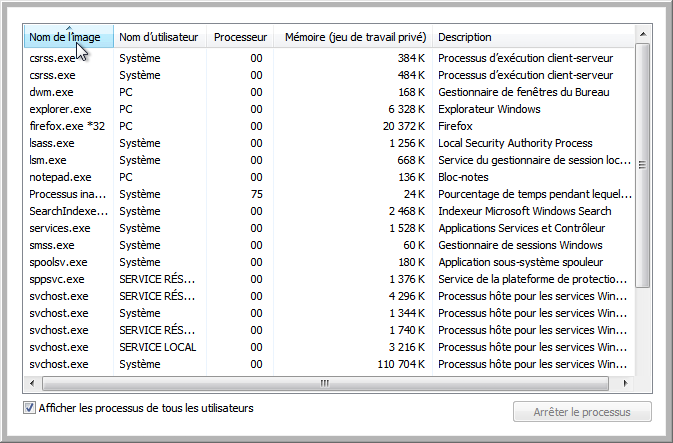 Nom de l'image Nom d'utilisateur Processeur Mémoire (jeu de travail privé) Description
csrss.exe Système 00 384 K Processus d'exécution client-serveur
csrss.exe Système 00 484 K Processus d'exécution client-serveur
dwm.exe PC 00 168 K Gestionnaire de fenêtres du Bureau
explorer.exe PC 00 6 328 K Explorateur Windows
firefox.exe *32 PC 00 20 372 K Firefox
lsass.exe Système 00 1 256 K Local Security Authority Process
lsm.exe Système 00 668 K Service du gestionnaire de session loc...
notepad.exe PC 00 136 K Bloc-notes
Processus ina... Système 75 24 K Pourcentage de temps pendant lequel...
SearchIndexe... Système 00 2 468 K Indexeur Microsoft Windows Search
services.exe Système 00 1 528 K Applications Services et Contrôleur
smss.exe Système 00 60 K Gestionnaire de sessions Windows
spoolsv.exe Système 00 180 K Application sous-système spouleur
sppsvc.exe SERVICE RÉS... 00 1 376 K Service de la plateforme de protectio...
svchost.exe SERVICE RÉS... 00 4 296 K Processus hôte pour les services Win...
svchost.exe Système 00 1 344 K Processus hôte pour les services Win...
svchost.exe SERVICE RÉS... 00 1 740 K Processus hôte pour les services Win...
svchost.exe SERVICE LOCAL 00 3 216 K Processus hôte pour les services Win...
svchost.exe Système 00 110 704 K Processus hôte pour les services Win...
Afficher les processus de tous les utilisateurs
Arrêter le processus